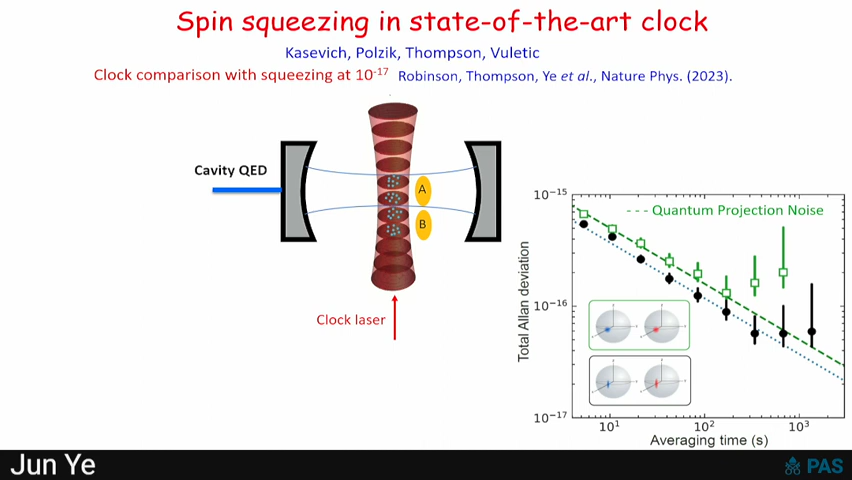 Spin squeezing in state-of-the-art clock
Kasevich, Polzik, Thompson, Vuletic
Clock comparison with squeezing at 10⁻¹⁷ Robinson, Thompson, Ye et al., Nature Phys. (2023).
Cavity QED
A
B
Clock laser
10⁻¹⁵
Quantum Projection Noise
10⁻¹⁶
10⁻¹⁷
Total Allan deviation
10¹ 10² 10³
Averaging time (s)
Jun Ye
PAS